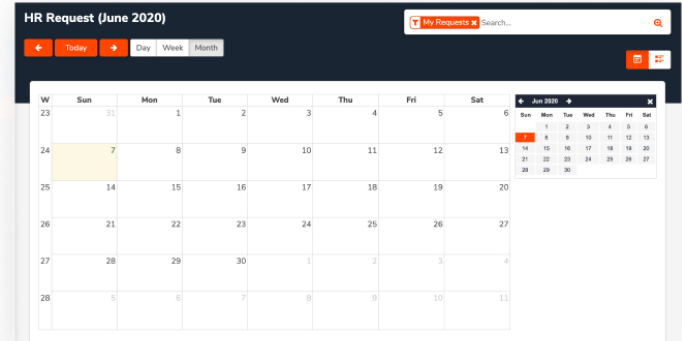 HR Request (June 2020)
My Requests x Search...
Today Day Week Month
W Sun Mon Tue Wed Thu Fri Sat
23 31 1 2 3 4 5 6
24 7 8 9 10 11 12 13
25 14 15 16 17 18 19 20
26 21 22 23 24 25 26 27
27 28 29 30 1 2 3 4
28 5 6 7 8 9 10 11
Jun 2020
Sun Mon Tue Wed Thu Fri Sat
1 2 3 4 5 6
7 8 9 10 11 12 13
14 15 16 17 18 19 20
21 22 23 24 25 26 27
28 29 30